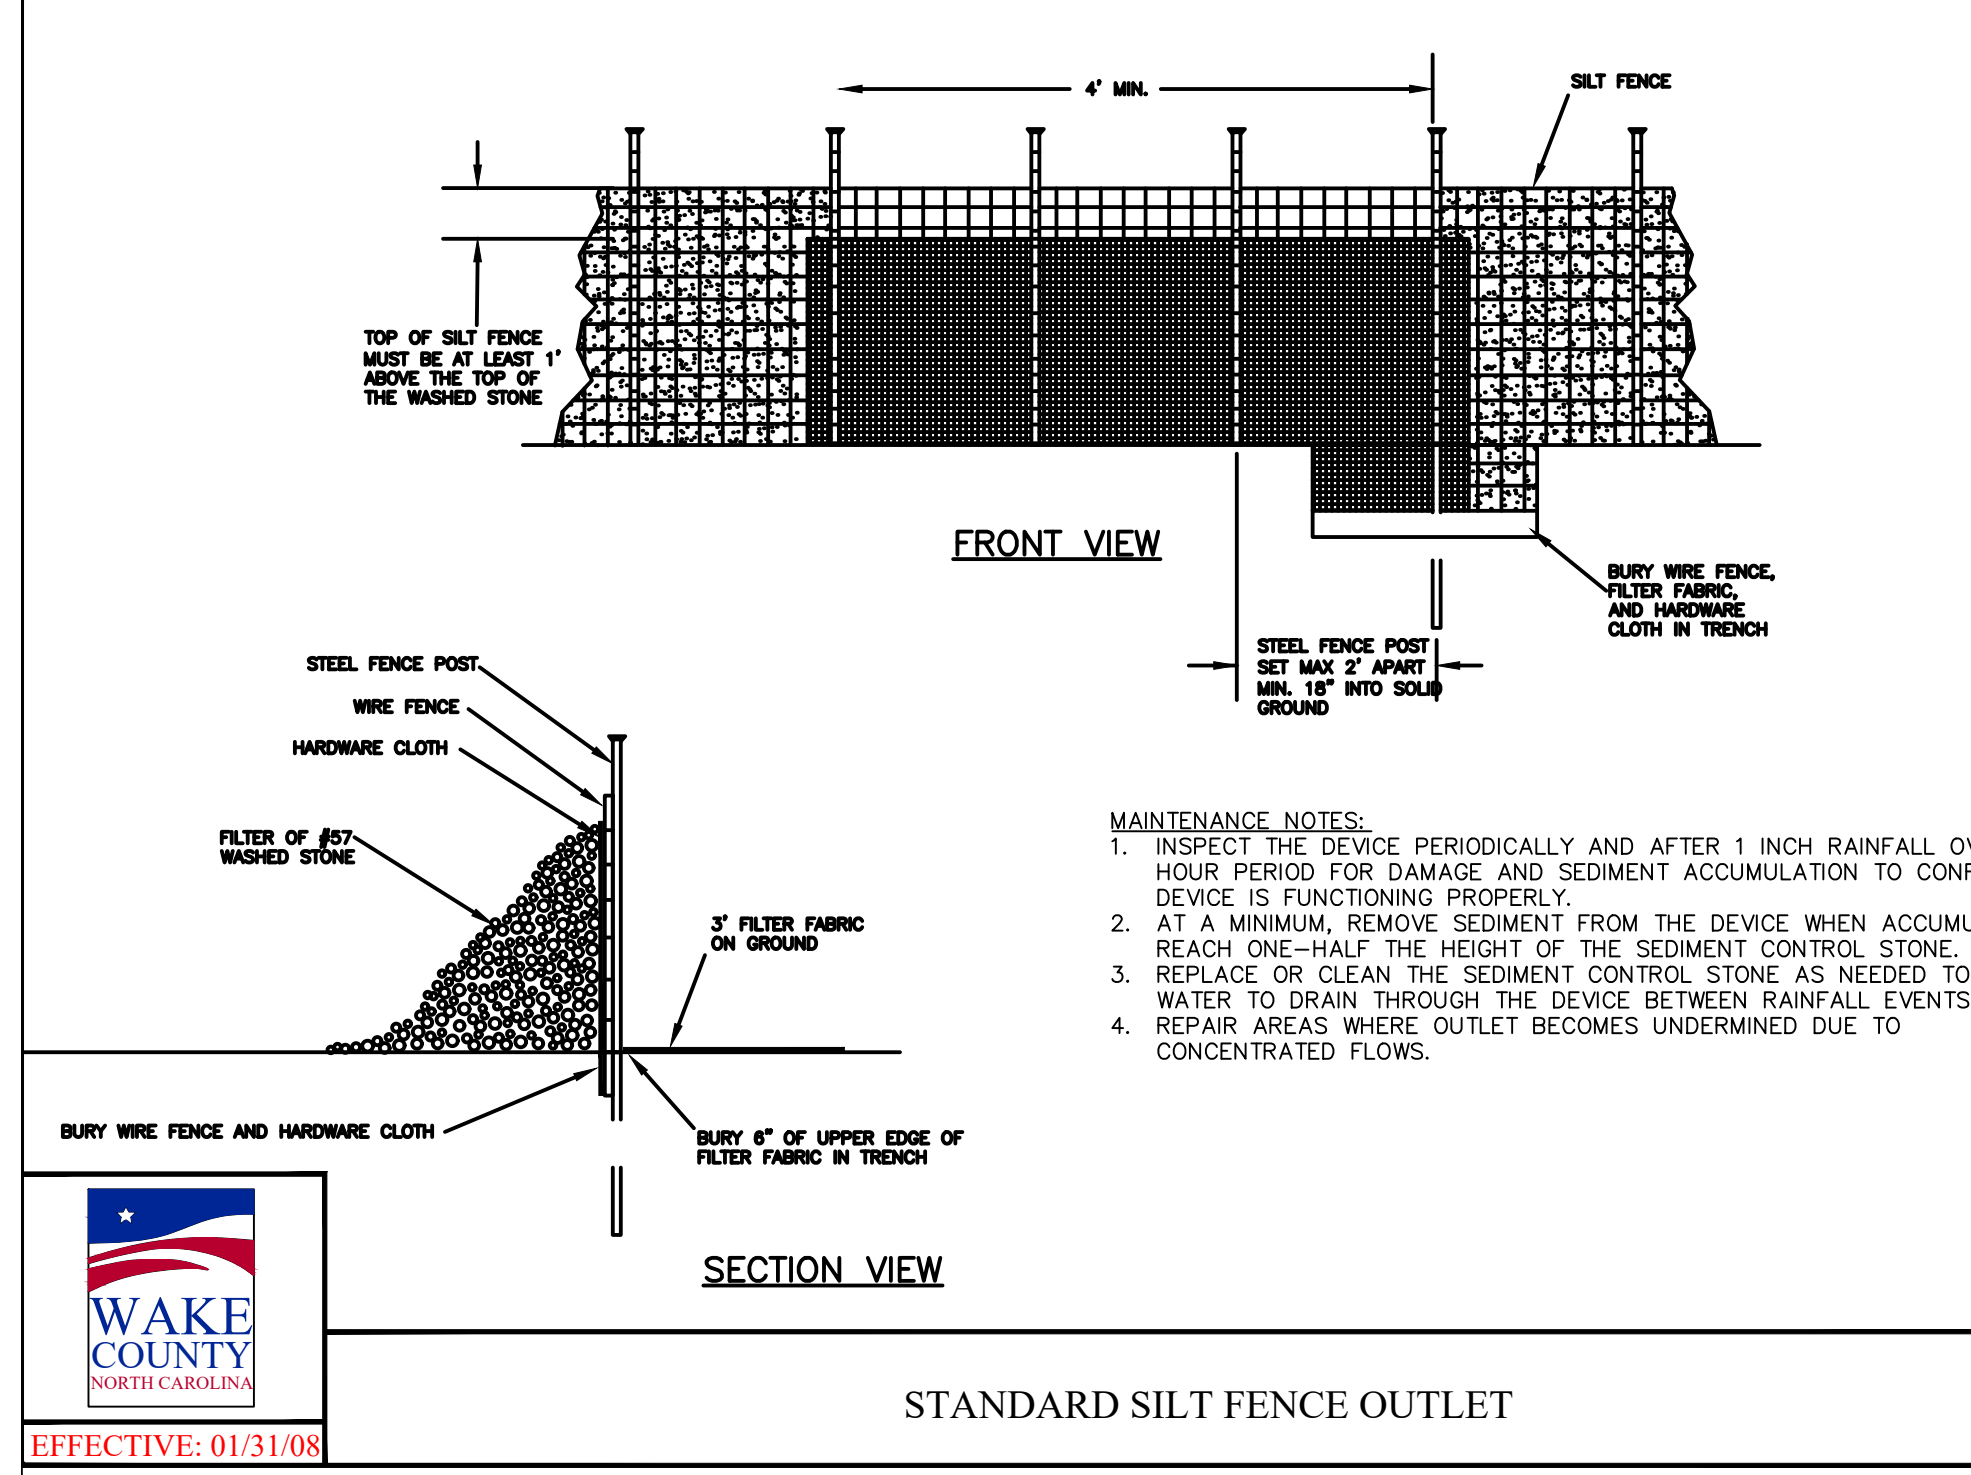 4' MIN.
SILT FENCE
TOP OF SILT FENCE
MUST BE AT LEAST 1'
ABOVE THE TOP OF
THE WASHED STONE
FRONT VIEW
BURY WIRE FENCE,
FILTER FABRIC,
AND HARDWARE
CLOTH IN TRENCH
STEEL FENCE POST
SET MAX 2' APART
MIN. 18" INTO SOLID
GROUND
STEEL FENCE POST
WIRE FENCE
HARDWARE CLOTH
FILTER OF #57
WASHED STONE
3' FILTER FABRIC
ON GROUND
BURY WIRE FENCE AND HARDWARE CLOTH
BURY 6" OF UPPER EDGE OF
FILTER FABRIC IN TRENCH
SECTION VIEW
MAINTENANCE NOTES:
1. INSPECT THE DEVICE PERIODICALLY AND AFTER 1 INCH RAINFALL
HOUR PERIOD FOR DAMAGE AND SEDIMENT ACCUMULATION TO
DEVICE IS FUNCTIONING PROPERLY.
2. AT A MINIMUM, REMOVE SEDIMENT FROM THE DEVICE WHEN
REACH ONE-HALF THE HEIGHT OF THE SEDIMENT CONTROL STONE.
3. REPLACE OR CLEAN THE SEDIMENT CONTROL STONE AS NEEDED TO
WATER TO DRAIN THROUGH THE DEVICE BETWEEN RAINFALL EVENTS
4. REPAIR AREAS WHERE OUTLET BECOMES UNDERMINED DUE TO
CONCENTRATED FLOWS.
WAKE
COUNTY
NORTH CAROLINA
EFFECTIVE: 01/31/08
STANDARD SILT FENCE OUTLET